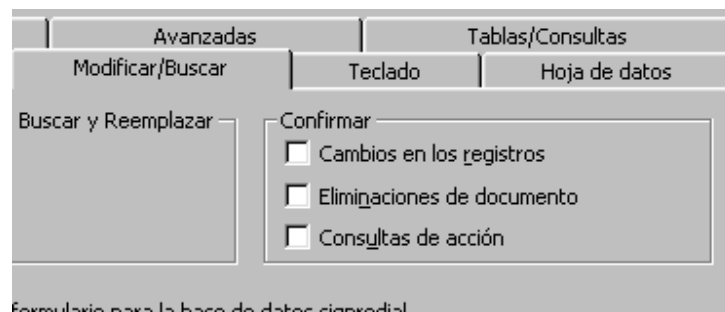 Avanzadas Tablas/Consultas
Modificar/Buscar Teclado Hoja de datos
Buscar y Reemplazar Confirmar
Cambios en los registros
Eliminaciones de documento
Consultas de acción
formulario para la base de datos sigpredial